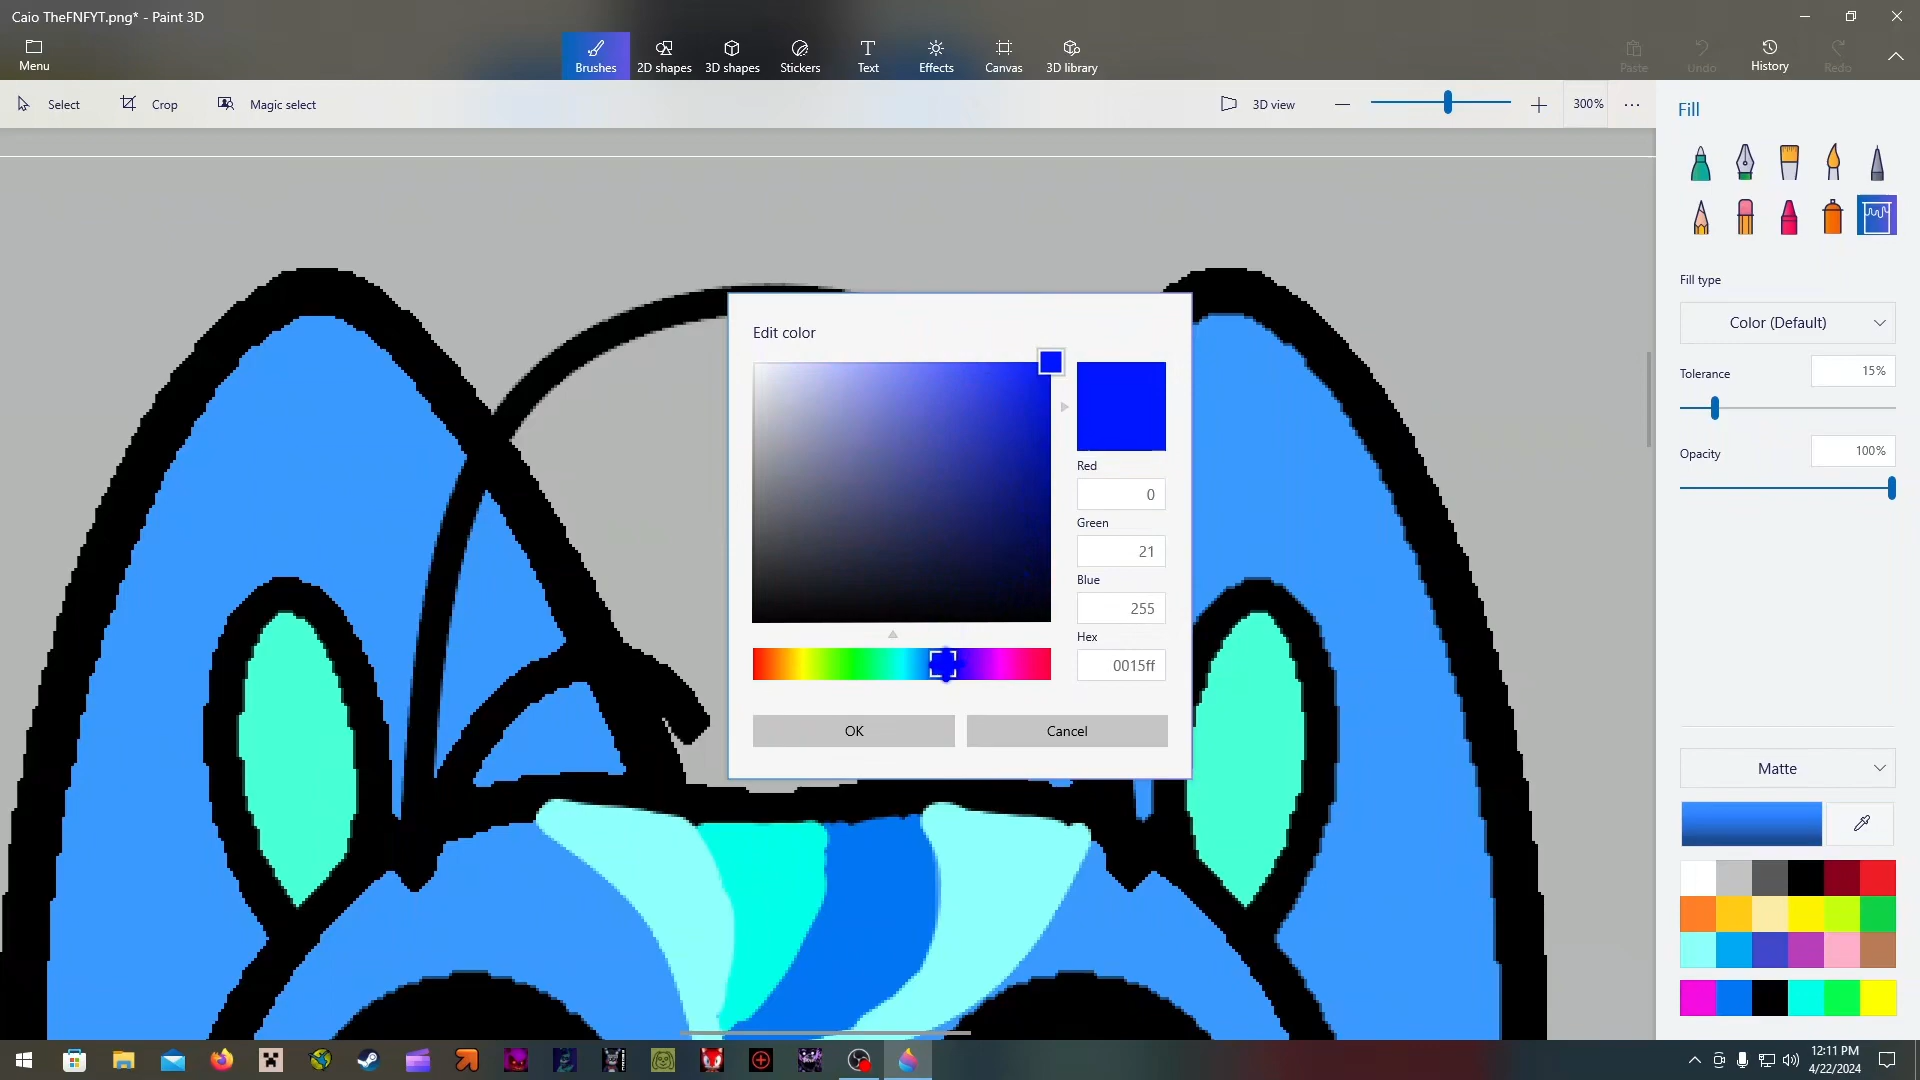 Caio TheFNFYT.png* - Paint 3D
Menu
Brushes
2D shapes
3D shapes
Stickers
Text
Effects
Canvas
3D library
Paste
Undo
History
Redo
Select
Crop
Magic select
3D view
300%
Fill
Fill type
Color (Default)
Tolerance
15%
Opacity
100%
Edit color
Red
0
Green
21
Blue
255
Hex
0015ff
OK
Cancel
Matte
12:11 PM
4/22/2024